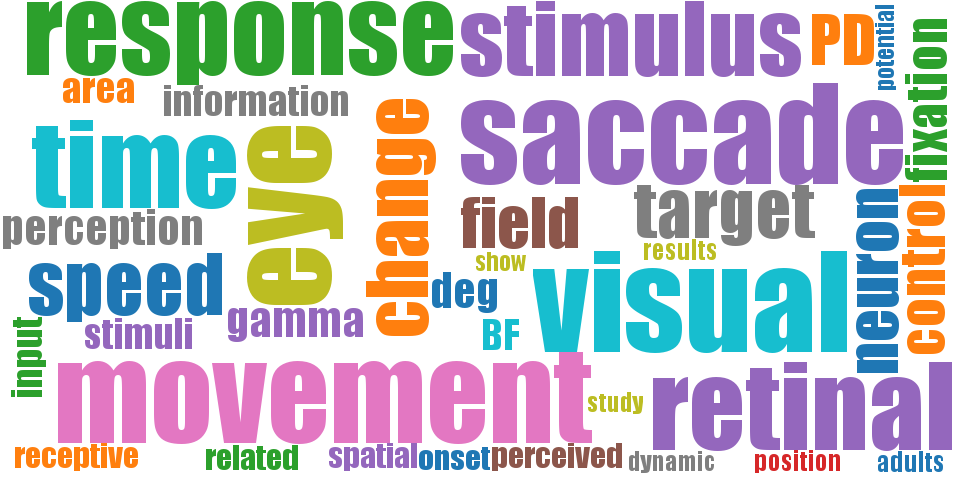 response
stimulus
PD
potential
area
information
change
saccade
fixation
time
eye
perception
field
target
neuron
control
results
show
speed
deg
visual
stimuli
gamma
BF
input
movement
study
retinal
receptive
related
spatial
onset
perceived
dynamic
position
adults